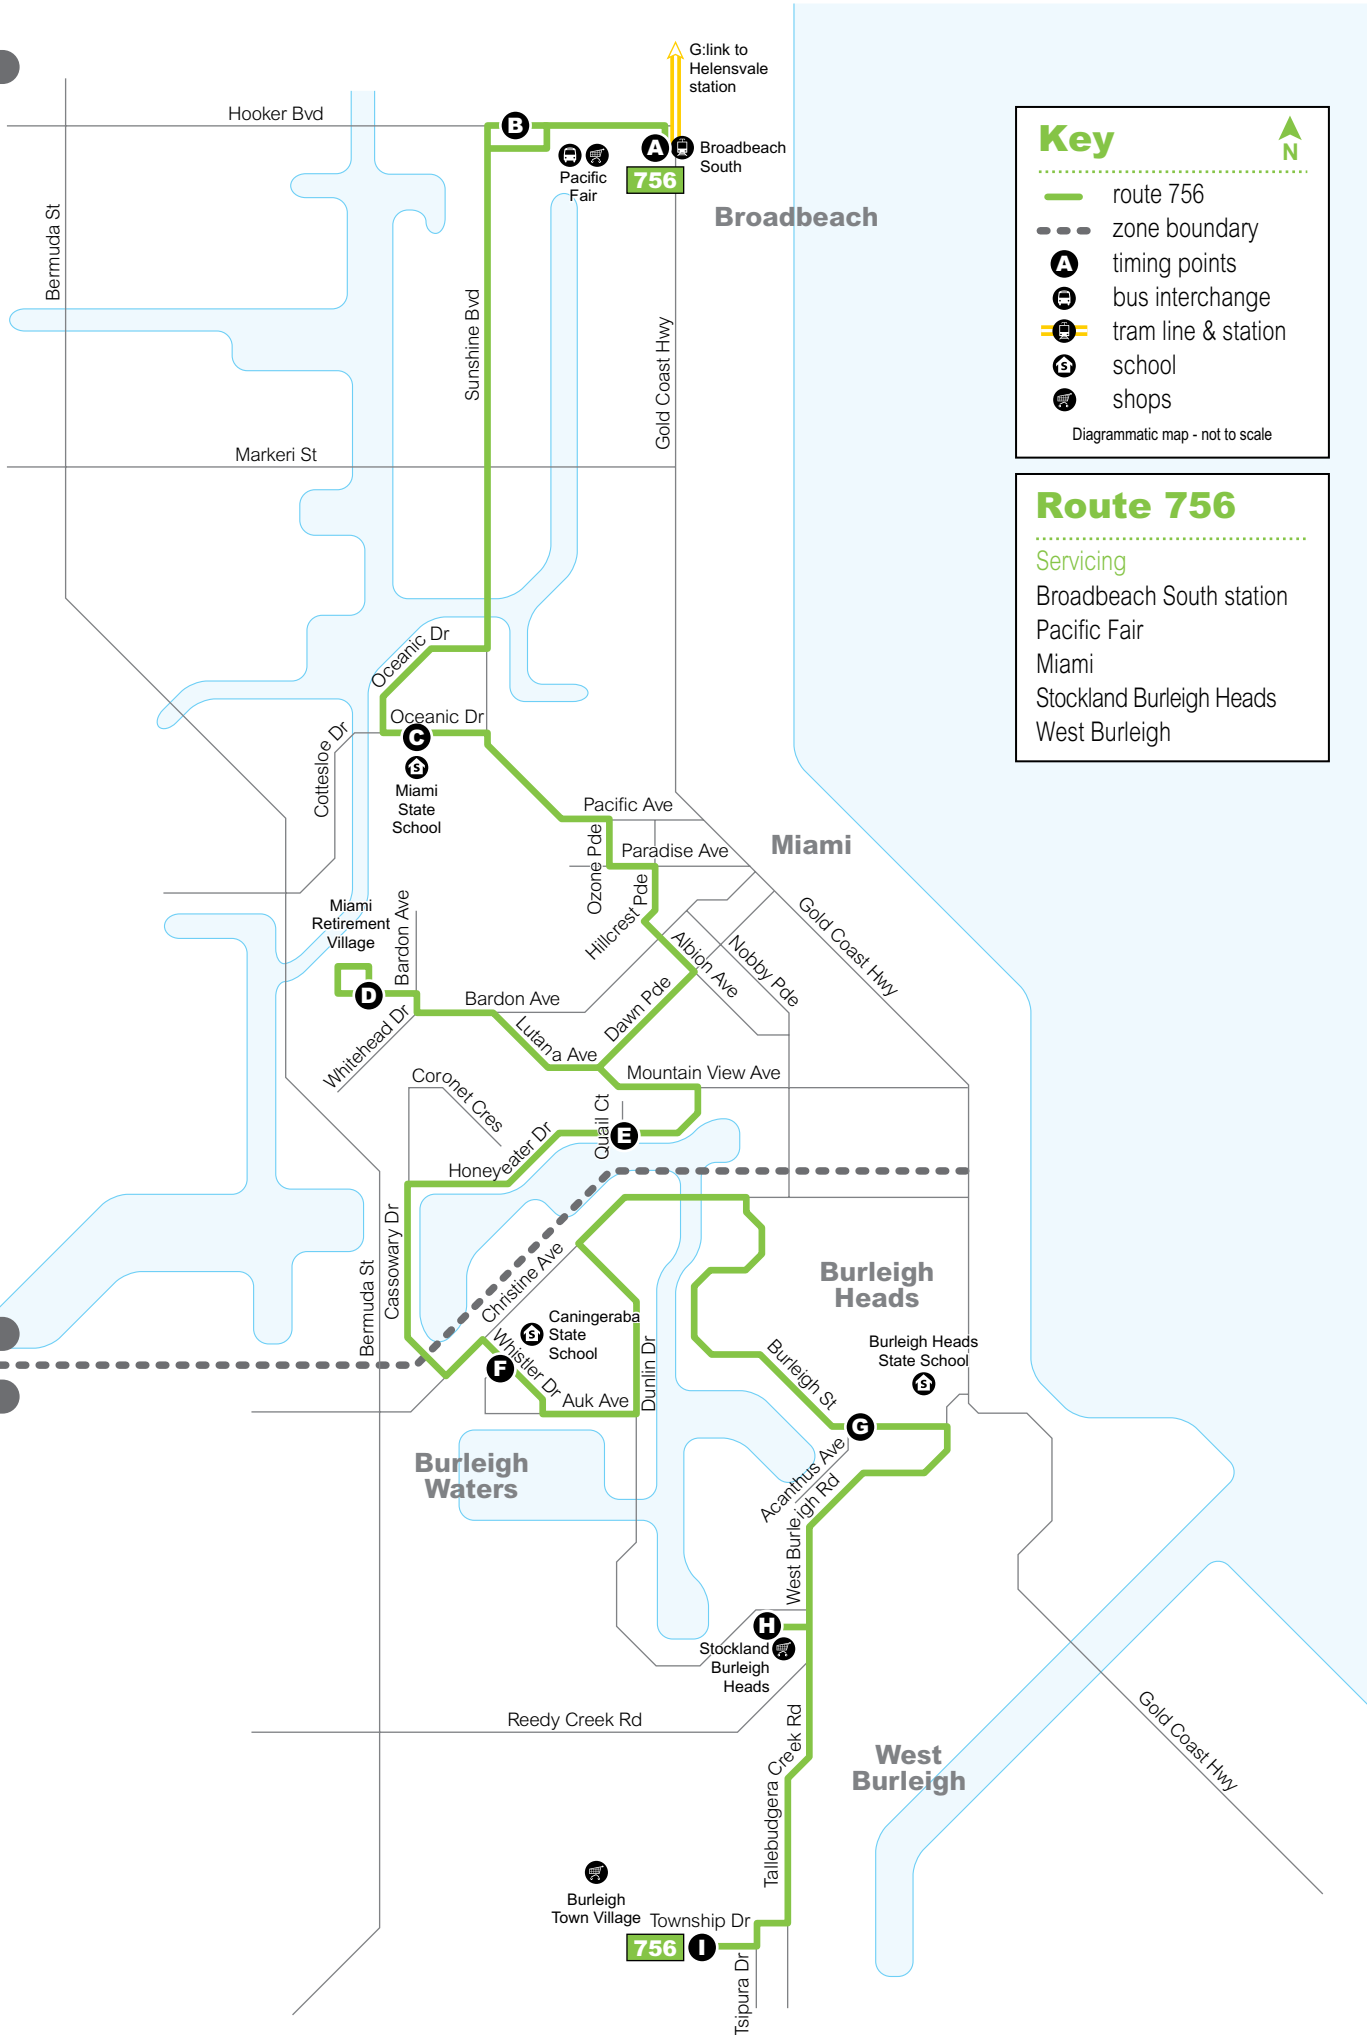 G:link to
Helensvale
station
Hooker Bvd
B
A
Broadbeach
South
Pacific
Fair
756
Broadbeach
Bermuda St
Sunshine Bvd
Gold Coast Hwy
Markeri St
Key
N
route 756
zone boundary
A
timing points
bus interchange
tram line & station
S
school
shops
Diagrammatic map - not to scale
Route 756
Servicing
Broadbeach South station
Pacific Fair
Miami
Stockland Burleigh Heads
West Burleigh
Oceanic Dr
Oceanic Dr
C
S
Miami
State
School
Cottesloe Dr
Pacific Ave
Ozone Pde
Paradise Ave
Miami
Hillcrest Pde
Gold Coast Hwy
Albion Ave
Nobby Pde
Miami
Retirement
Village
Bardon Ave
D
Bardon Ave
Whitehead Dr
Lutana Ave
Dawn Pde
Mountain View Ave
Coronet Cres
Quail Ct
E
Honeyeater Dr
Cassowary Dr
Bermuda St
Christine Ave
Burleigh
Heads
S
Caningeraba
State
School
Whistler Dr
F
Auk Ave
Dunlin Dr
Burleigh St
Burleigh Heads
State School
S
G
Acanthus Ave
West Burleigh Rd
Burleigh
Waters
H
Stockland
Burleigh
Heads
Reedy Creek Rd
Tallebudgera Creek Rd
West
Burleigh
Gold Coast Hwy
Burleigh
Town Village
Township Dr
756
I
Tsipura Dr